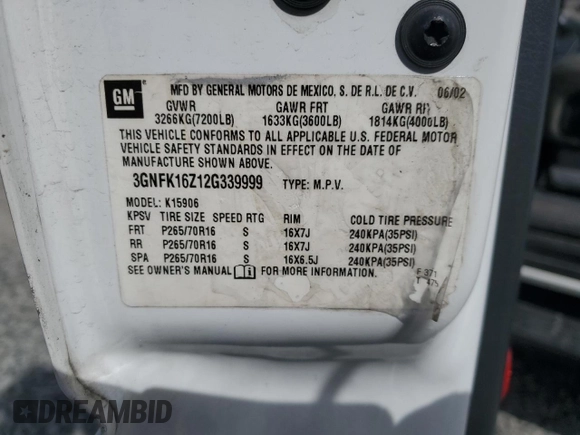 GM
MFD BY GENERAL MOTORS DE MEXICO, S. DE R.L. DE C.V. 06/02
GVWR GAWR FRT GAWR RR
3266KG(7200LB) 1633KG(3600LB) 1814KG(4000LB)
THIS VEHICLE CONFORMS TO ALL APPLICABLE U.S. FEDERAL MOTOR
VEHICLE SAFETY STANDARDS IN EFFECT ON THE DATE OF
MANUFACTURE SHOWN ABOVE.
3GNFK16Z12G339999 TYPE: M.P.V.
MODEL: K15906
KPSV TIRE SIZE SPEED RTG RIM COLD TIRE PRESSURE
FRT P265/70R16 S 16X7J 240KPA(35PSI)
RR P265/70R16 S 16X7J 240KPA(35PSI)
SPA P265/70R16 S 16X6.5J 240KPA(35PSI)
SEE OWNER'S MANUAL FOR MORE INFORMATION. F 371
T 475
DREAMBID